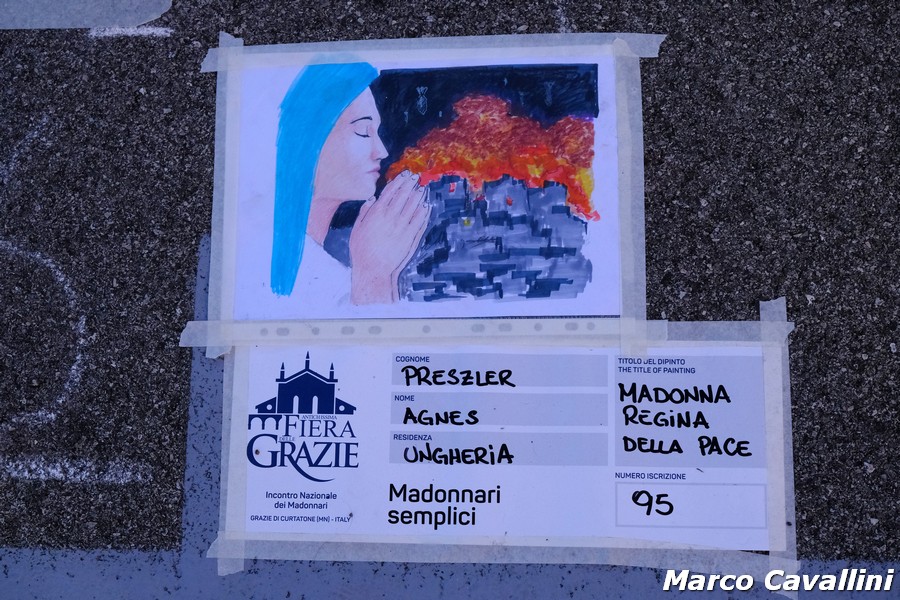 COGNOME
PRESZLER
NOME
AGNES
RESIDENZA
UNGHERIA
TITOLO DEL DIPINTO
THE TITLE OF PAINTING
MADONNA
REGINA
DELLA PACE
NUMERO ISCRIZIONE
95
ANTICHISSIMA
FIERA
DELLE
GRAZIE
Incontro Nazionale
dei Madonnari
GRAZIE DI CURTATONE (MN) - ITALY
Madonnari
semplici
Marco Cavallini